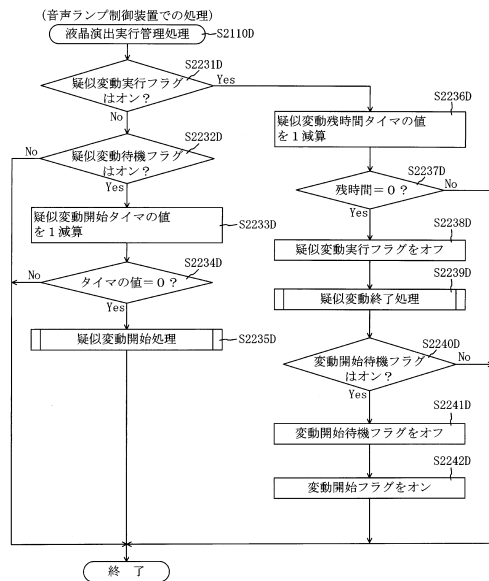 (音声ランプ制御装置での処理)
液晶演出実行管理処理
S2110D
S2231D
疑似変動実行フラグ
はオン?
Yes
No
S2232D
疑似変動待機フラグ
はオン?
No
Yes
疑似変動開始タイマの値
を1減算
S2233D
S2234D
タイマの値=0?
No
Yes
疑似変動開始処理
S2235D
S2236D
疑似変動残時間タイマの値
を1減算
S2237D
残時間=0?
No
Yes
S2238D
疑似変動実行フラグをオフ
S2239D
疑似変動終了処理
S2240D
変動開始待機フラグ
はオン?
No
Yes
S2241D
変動開始待機フラグをオフ
S2242D
変動開始フラグをオン
終 了